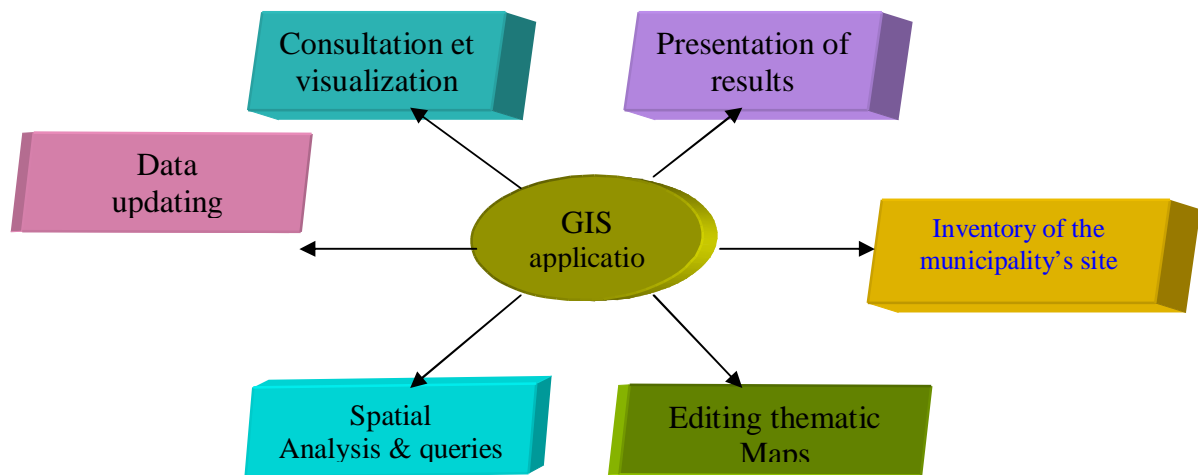 Consultation et
visualization
Presentation of
results
Data
updating
GIS
applicatio
Inventory of the
municipality’s site
Spatial
Analysis & queries
Editing thematic
Maps